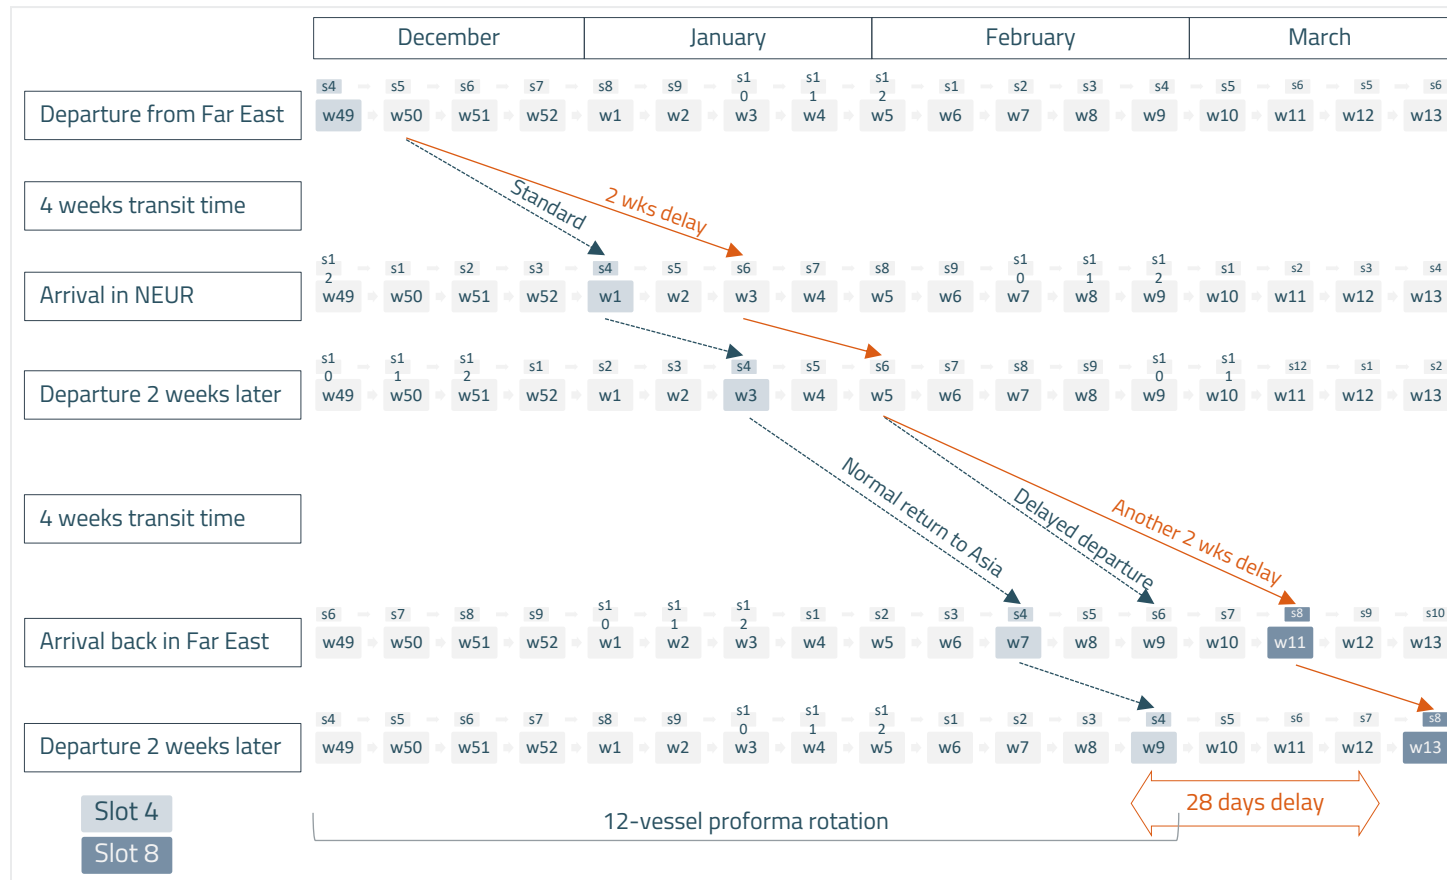 December January February March
s4 s5 s6 s7 s8 s9 s10 s11 s12 s1 s2 s3 s4 s5 s6 s5 s6
Departure from Far East w49 w50 w51 w52 w1 w2 w3 w4 w5 w6 w7 w8 w9 w10 w11 w12 w13
Standard
2 wks delay
4 weeks transit time
s12 s1 s2 s3 s4 s5 s6 s7 s8 s9 s10 s11 s12 s1 s2 s3 s4
Arrival in NEUR w49 w50 w51 w52 w1 w2 w3 w4 w5 w6 w7 w8 w9 w10 w11 w12 w13
s10 s11 s12 s1 s2 s3 s4 s5 s6 s7 s8 s9 s10 s11 s12 s1 s2
Departure 2 weeks later w49 w50 w51 w52 w1 w2 w3 w4 w5 w6 w7 w8 w9 w10 w11 w12 w13
Normal return to Asia
Delayed departure
Another 2 wks delay
4 weeks transit time
s6 s7 s8 s9 s10 s11 s12 s1 s2 s3 s4 s5 s6 s7 s8 s9 s10
Arrival back in Far East w49 w50 w51 w52 w1 w2 w3 w4 w5 w6 w7 w8 w9 w10 w11 w12 w13
s4 s5 s6 s7 s8 s9 s10 s11 s12 s1 s2 s3 s4 s5 s6 s7 s8
Departure 2 weeks later w49 w50 w51 w52 w1 w2 w3 w4 w5 w6 w7 w8 w9 w10 w11 w12 w13
28 days delay
12-vessel proforma rotation
Slot 4
Slot 8